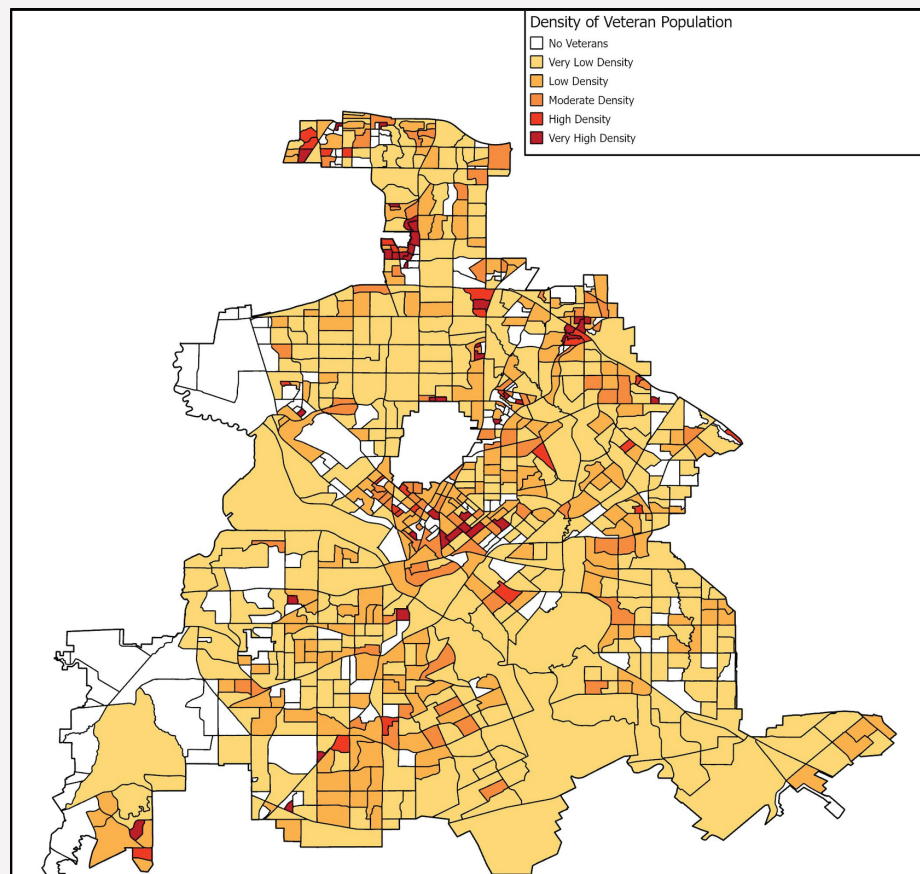 Density of Veteran Population
No Veterans
Very Low Density
Low Density
Moderate Density
High Density
Very High Density